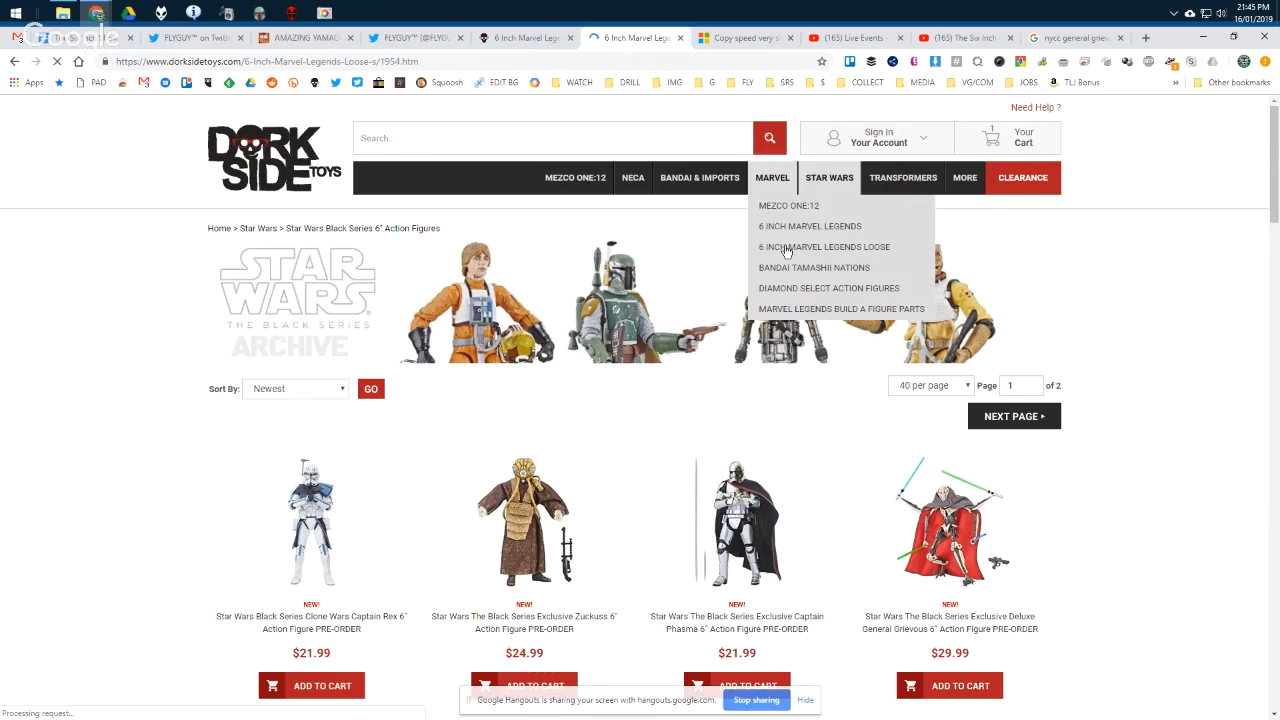 21:45
16/01/2019
Google
FLYGUY™ on Twitt
AMAZING YAMAG
FLYGUY™ (@FLYG
6 Inch Marvel Lege
6 Inch Marvel Lege
Copy speed very s
(165) Live Events -
(165) The Six Inch
nycc general griev
https://www.dorksidetoys.com/6-Inch-Marvel-Legends-Loose-s/1954.htm
Apps
PAD
Squoosh
EDIT BG
WATCH
DRILL
IMG
G
FLY
SRS
$
COLLECT
MEDIA
VG/COM
JOBS
TLJ Bonus
»
Other bookmarks
Need Help ?
DORK SIDE TOYS
Search ..
Sign In
Your Account
1
Your
Cart
MEZCO ONE:12
NECA
BANDAI & IMPORTS
MARVEL
STAR WARS
TRANSFORMERS
MORE
CLEARANCE
MEZCO ONE:12
6 INCH MARVEL LEGENDS
6 INCH MARVEL LEGENDS LOOSE
BANDAI TAMASHII NATIONS
DIAMOND SELECT ACTION FIGURES
MARVEL LEGENDS BUILD A FIGURE PARTS
Home > Star Wars > Star Wars Black Series 6" Action Figures
STAR
WARS
THE BLACK SERIES
ARCHIVE
Sort By:
Newest
GO
40 per page
Page
1
of 2
NEXT PAGE
NEW!
Star Wars Black Series Clone Wars Captain Rex 6"
Action Figure PRE-ORDER
$21.99
ADD TO CART
NEW!
Star Wars The Black Series Exclusive Zuckuss 6"
Action Figure PRE-ORDER
$24.99
ADD TO CART
NEW!
Star Wars The Black Series Exclusive Captain
Phasma 6" Action Figure PRE-ORDER
$21.99
ADD TO CART
NEW!
Star Wars The Black Series Exclusive Deluxe
General Grievous 6" Action Figure PRE-ORDER
$29.99
ADD TO CART
Google Hangouts is sharing your screen with hangouts.google.com.
Stop sharing
Hide
Processing request...